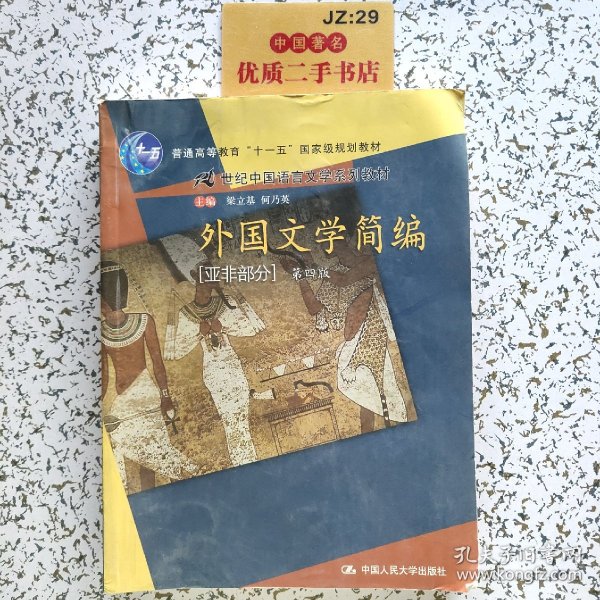 JZ:29
中国著名
优质二手书店
十一五
普通高等教育“十一五”国家级规划教材
21世纪中国语言文学系列教材
主编 梁立基 何乃英
外国文学简编
[亚非部分] 第四版
中国人民大学出版社
孔夫子旧书网
www.kongfz.com